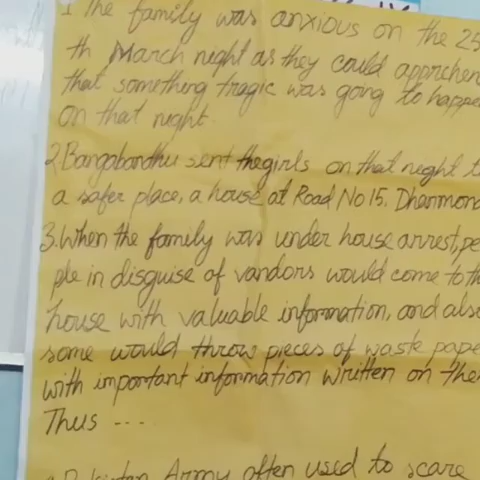 1 The family was anxious on the 25
th March night as they could apprichen
that something tragic was going to happe
on that night.
2. Bangabandhu sent the girls on that night t
a safer place, a house at Road No 15. Dhanmond
3. When the family was under house arrest, pe
ple in disguise of vandors would come to th
house with valuable information, and also
some would throw pieces of waste pape
with important information written on the
Thus ---
Army often used to scare